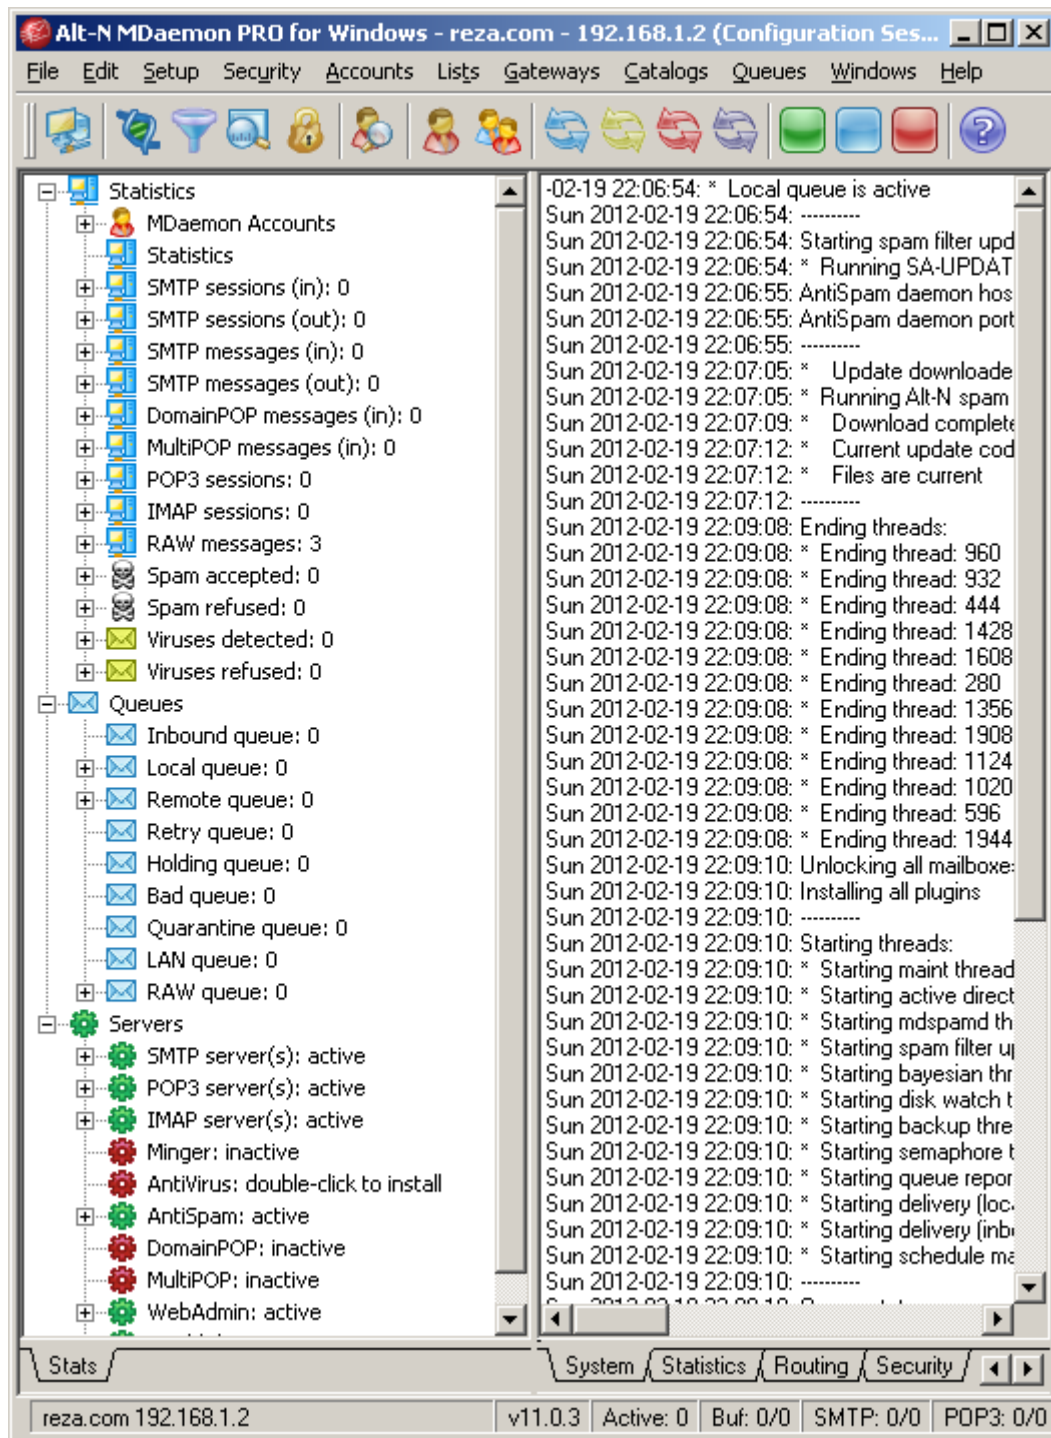 Alt-N MDaemon PRO for Windows - reza.com - 192.168.1.2 (Configuration Ses...
File Edit Setup Security Accounts Lists Gateways Catalogs Queues Windows Help
Statistics
MDaemon Accounts
Statistics
SMTP sessions (in): 0
SMTP sessions (out): 0
SMTP messages (in): 0
SMTP messages (out): 0
DomainPOP messages (in): 0
MultiPOP messages (in): 0
POP3 sessions: 0
IMAP sessions: 0
RAW messages: 3
Spam accepted: 0
Spam refused: 0
Viruses detected: 0
Viruses refused: 0
Queues
Inbound queue: 0
Local queue: 0
Remote queue: 0
Retry queue: 0
Holding queue: 0
Bad queue: 0
Quarantine queue: 0
LAN queue: 0
RAW queue: 0
Servers
SMTP server(s): active
POP3 server(s): active
IMAP server(s): active
Minger: inactive
AntiVirus: double-click to install
AntiSpam: active
DomainPOP: inactive
MultiPOP: inactive
WebAdmin: active
Stats
-02-19 22:06:54: * Local queue is active
Sun 2012-02-19 22:06:54: ----------
Sun 2012-02-19 22:06:54: Starting spam filter upd
Sun 2012-02-19 22:06:54: * Running SA-UPDAT
Sun 2012-02-19 22:06:55: AntiSpam daemon hos
Sun 2012-02-19 22:06:55: AntiSpam daemon port
Sun 2012-02-19 22:06:55: ----------
Sun 2012-02-19 22:07:05: * Update downloade
Sun 2012-02-19 22:07:05: * Running Alt-N spam
Sun 2012-02-19 22:07:09: * Download complete
Sun 2012-02-19 22:07:12: * Current update cod
Sun 2012-02-19 22:07:12: * Files are current
Sun 2012-02-19 22:07:12: ----------
Sun 2012-02-19 22:09:08: Ending threads:
Sun 2012-02-19 22:09:08: * Ending thread: 960
Sun 2012-02-19 22:09:08: * Ending thread: 932
Sun 2012-02-19 22:09:08: * Ending thread: 444
Sun 2012-02-19 22:09:08: * Ending thread: 1428
Sun 2012-02-19 22:09:08: * Ending thread: 1608
Sun 2012-02-19 22:09:08: * Ending thread: 280
Sun 2012-02-19 22:09:08: * Ending thread: 1356
Sun 2012-02-19 22:09:08: * Ending thread: 1908
Sun 2012-02-19 22:09:08: * Ending thread: 1124
Sun 2012-02-19 22:09:08: * Ending thread: 1020
Sun 2012-02-19 22:09:08: * Ending thread: 596
Sun 2012-02-19 22:09:08: * Ending thread: 1944
Sun 2012-02-19 22:09:10: Unlocking all mailboxe
Sun 2012-02-19 22:09:10: Installing all plugins
Sun 2012-02-19 22:09:10: ----------
Sun 2012-02-19 22:09:10: Starting threads:
Sun 2012-02-19 22:09:10: * Starting maint thread
Sun 2012-02-19 22:09:10: * Starting active direct
Sun 2012-02-19 22:09:10: * Starting mdspamd th
Sun 2012-02-19 22:09:10: * Starting spam filter u
Sun 2012-02-19 22:09:10: * Starting bayesian thr
Sun 2012-02-19 22:09:10: * Starting disk watch t
Sun 2012-02-19 22:09:10: * Starting backup thre
Sun 2012-02-19 22:09:10: * Starting semaphore t
Sun 2012-02-19 22:09:10: * Starting queue repor
Sun 2012-02-19 22:09:10: * Starting delivery (loc
Sun 2012-02-19 22:09:10: * Starting delivery (inb
Sun 2012-02-19 22:09:10: * Starting schedule ma
Sun 2012-02-19 22:09:10: ----------
System Statistics Routing Security
reza.com 192.168.1.2 v11.0.3 Active: 0 Buf: 0/0 SMTP: 0/0 POP3: 0/0